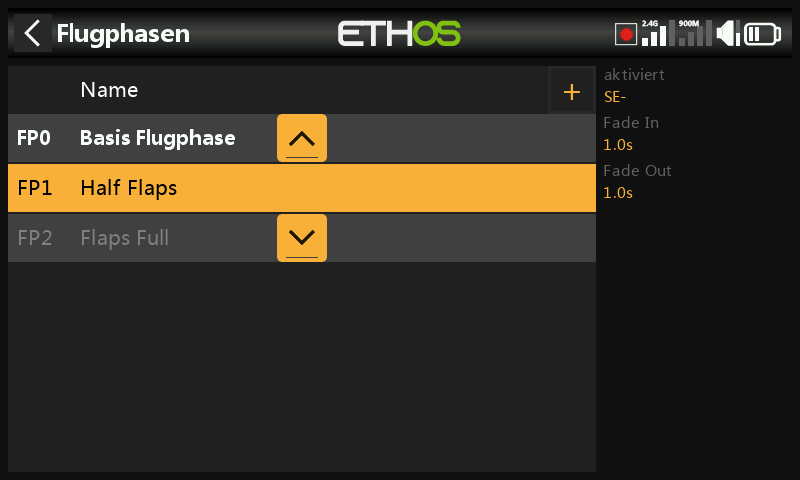 Flugphasen
ETHOS
2.4G
900M
Name
+
FP0 Basis Flugphase
FP1 Half Flaps
FP2 Flaps Full
aktiviert
SE-
Fade In
1.0s
Fade Out
1.0s